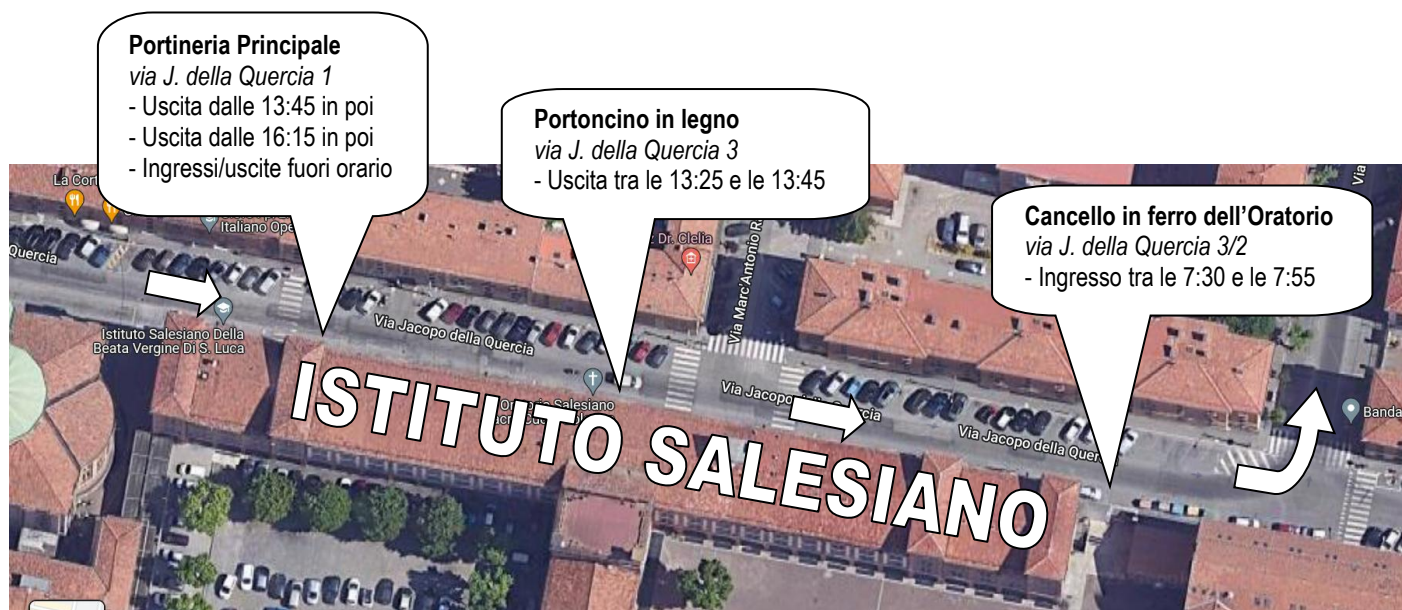 Portineria Principale
via J. della Quercia 1
- Uscita dalle 13:45 in poi
- Uscita dalle 16:15 in poi
- Ingressi/uscite fuori orario
Portoncino in legno
via J. della Quercia 3
- Uscita tra le 13:25 e le 13:45
Cancello in ferro dell'Oratorio
via J. della Quercia 3/2
- Ingresso tra le 7:30 e le 7:55
La Cort
Italiano Ope
Quercia
Istituto Salesiano Della
Beata Vergine Di S. Luca
Via Jacopo della Quercia
Dr. Clelia
Via Marc'Antonio R
Via
Salesiano
Via Jacopo
Via Jacopo della Quer
Banda
ISTITUTO SALESIANO